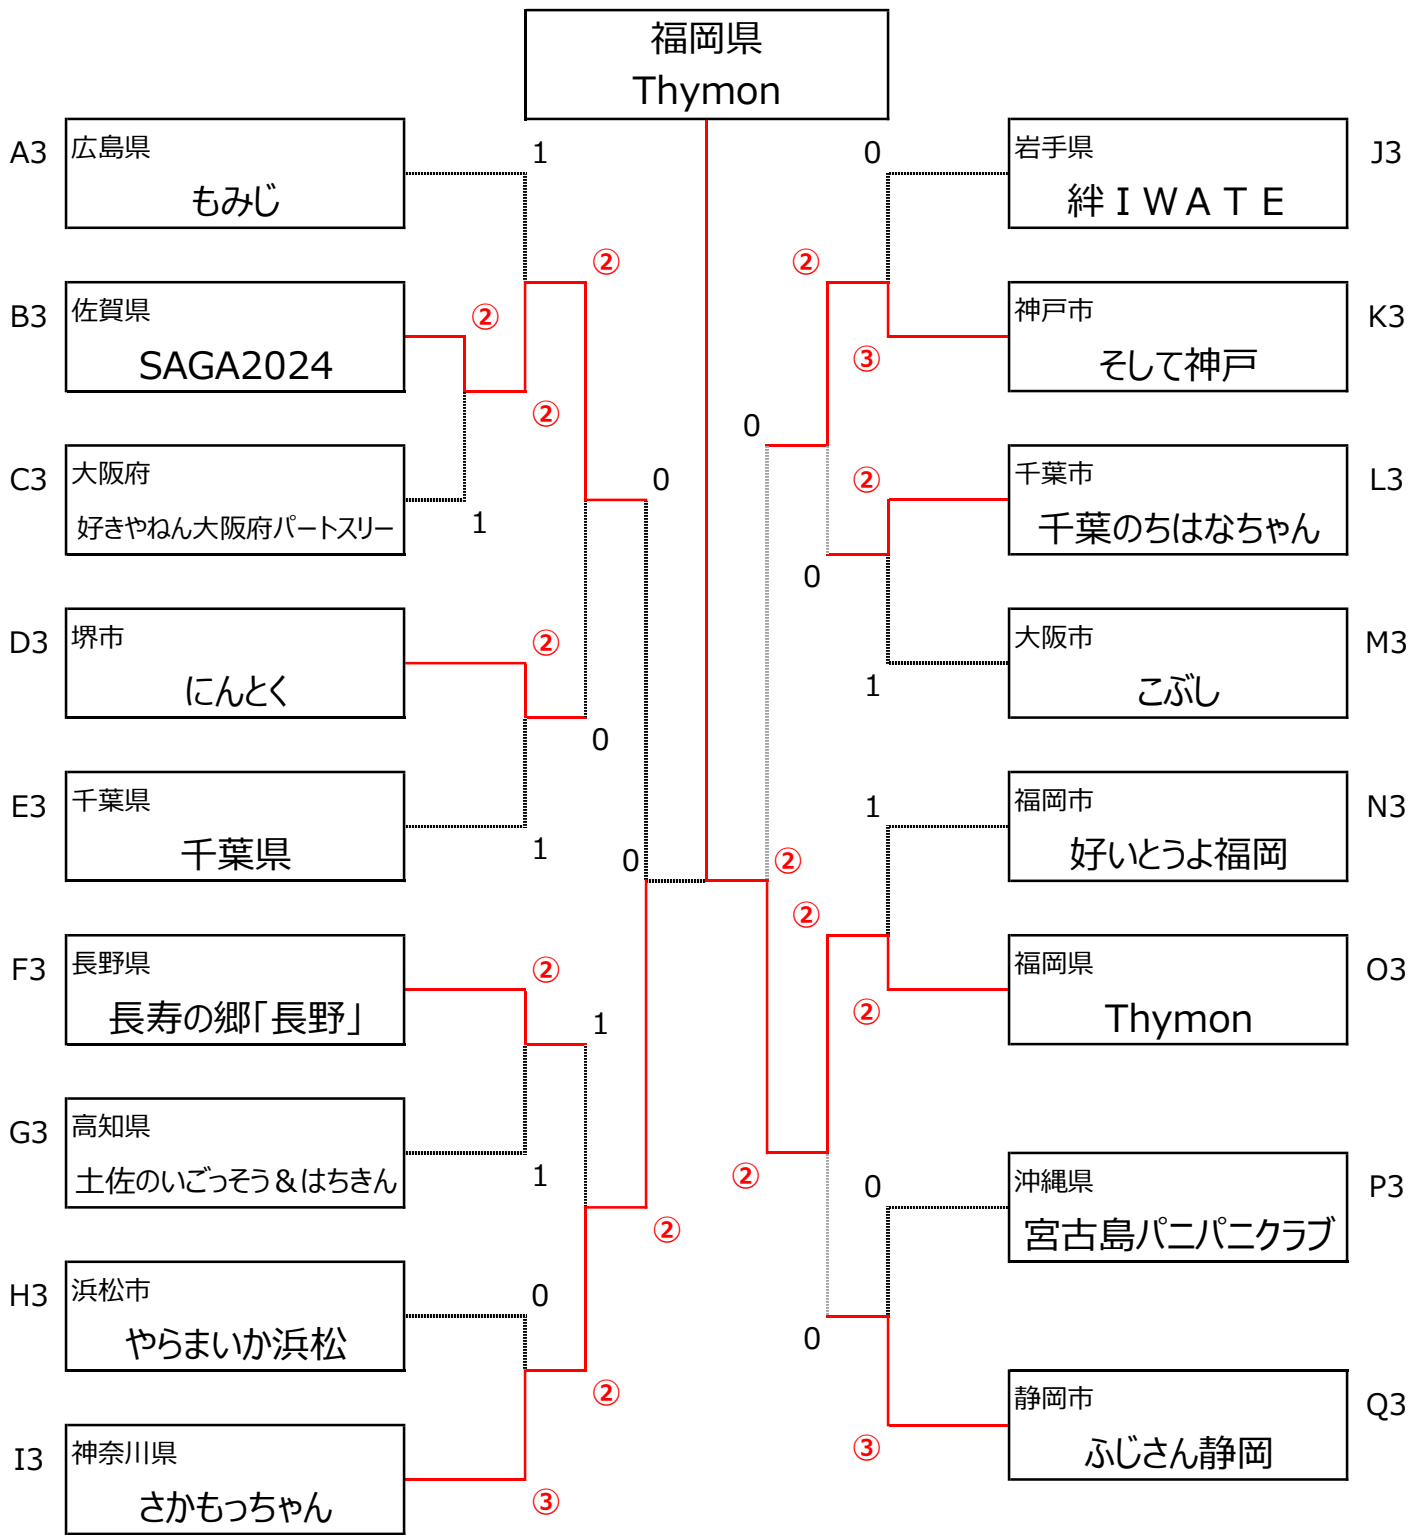 福岡県
Thymon
A3
広島県
もみじ
1
B3
佐賀県
SAGA2024
②
②
②
C3
大阪府
好きやねん大阪府パートスリー
1
0
D3
堺市
にんとく
②
0
E3
千葉県
千葉県
1
0
F3
長野県
長寿の郷「長野」
②
1
G3
高知県
土佐のいごっそう＆はちきん
1
②
H3
浜松市
やらまいか浜松
0
②
I3
神奈川県
さかもっちゃん
③
0
岩手県
絆ＩＷＡＴＥ
J3
②
③
神戸市
そして神戸
K3
0
②
千葉市
千葉のちはなちゃん
L3
0
1
大阪市
こぶし
M3
1
福岡市
好いとうよ福岡
N3
②
②
②
福岡県
Thymon
O3
②
0
沖縄県
宮古島パニパニクラブ
P3
0
③
静岡市
ふじさん静岡
Q3